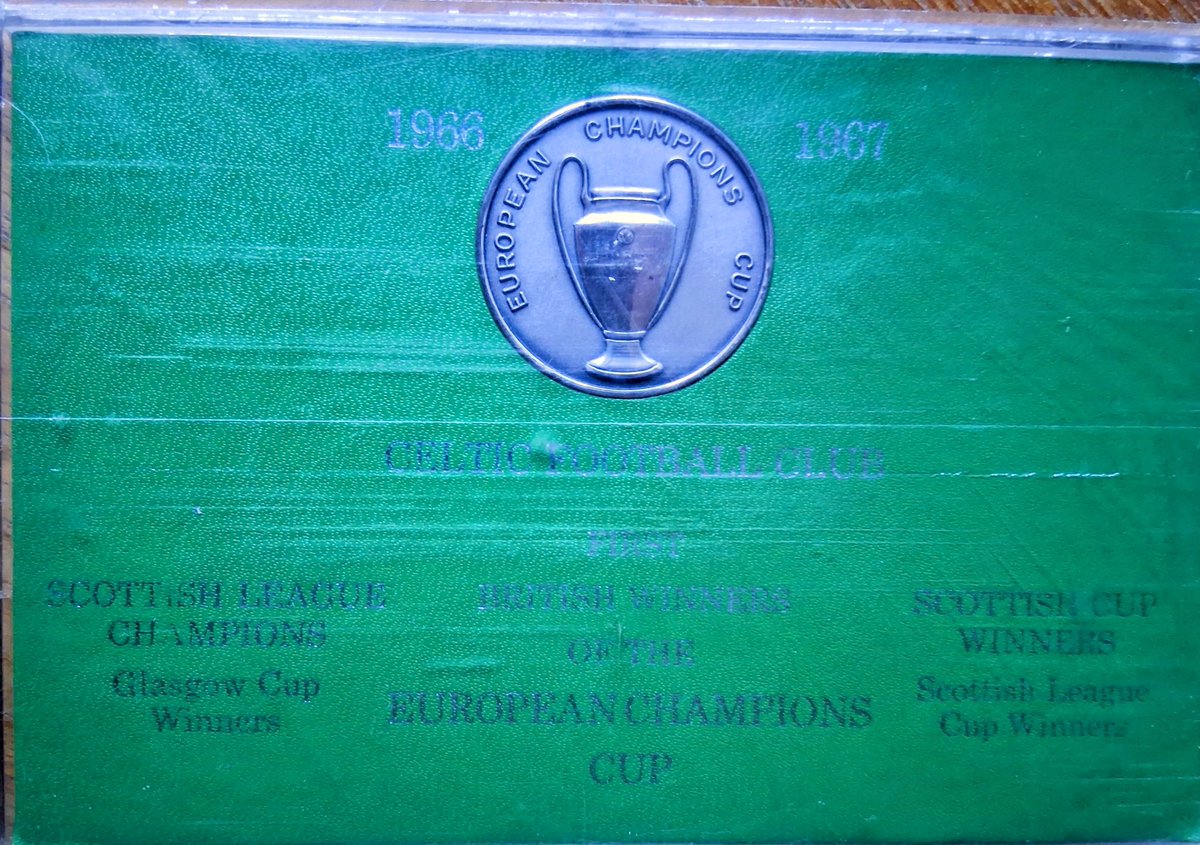 1966
1967
EUROPEAN CHAMPIONS CUP
CELTIC FOOTBALL CLUB
FIRST
BRITISH WINNERS
OF THE
EUROPEAN CHAMPIONS
CUP
SCOTTISH LEAGUE
CHAMPIONS
Glasgow Cup
Winners
SCOTTISH CUP
WINNERS
Scottish League
Cup Winners